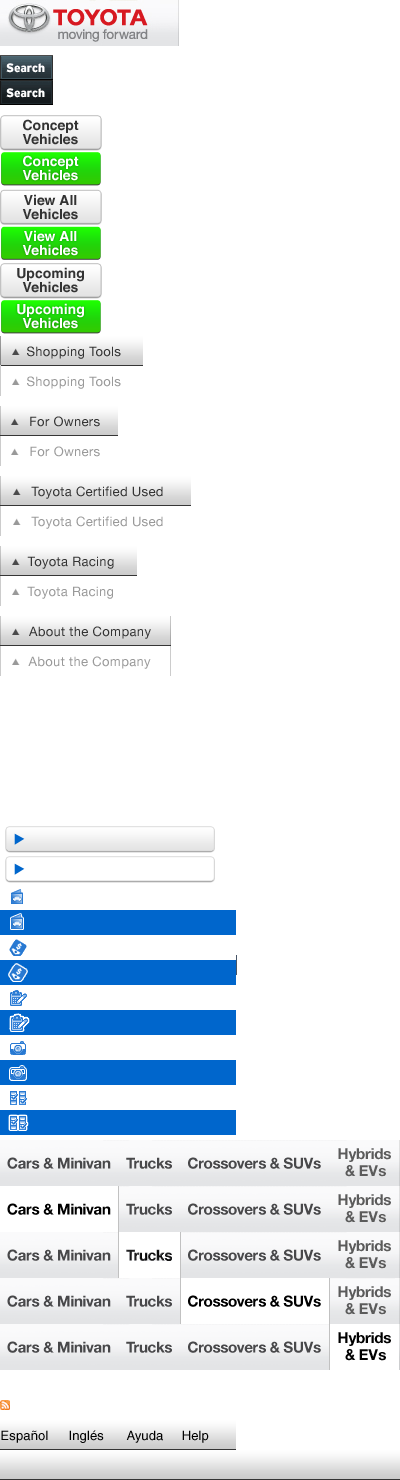 TOYOTA
moving forward
Search
Search
Concept
Vehicles
Concept
Vehicles
View All
Vehicles
View All
Vehicles
Upcoming
Vehicles
Upcoming
Vehicles
Shopping Tools
Shopping Tools
For Owners
For Owners
Toyota Certified Used
Toyota Certified Used
Toyota Racing
Toyota Racing
About the Company
About the Company
Cars & Minivan Trucks Crossovers & SUVs Hybrids
& EVs
Cars & Minivan Trucks Crossovers & SUVs Hybrids
& EVs
Cars & Minivan Trucks Crossovers & SUVs Hybrids
& EVs
Cars & Minivan Trucks Crossovers & SUVs Hybrids
& EVs
Cars & Minivan Trucks Crossovers & SUVs Hybrids
& EVs
Español Inglés Ayuda Help